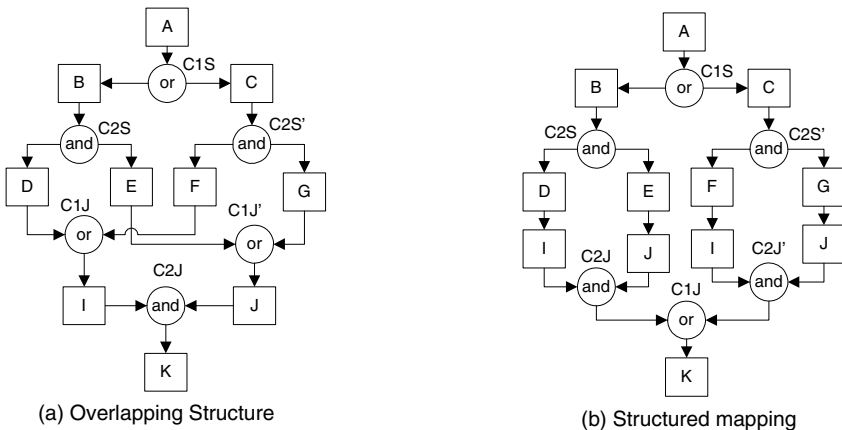 A
or
C1S
B
C
and
C2S
and
C2S'
D
E
F
G
C1J
or
C1J'
or
I
C2J
and
J
K
(a) Overlapping Structure
A
or
C1S
B
C
C2S
and
and
C2S'
D
E
F
G
I
J
I
J
C2J
and
C2J'
and
C1J
or
K
(b) Structured mapping